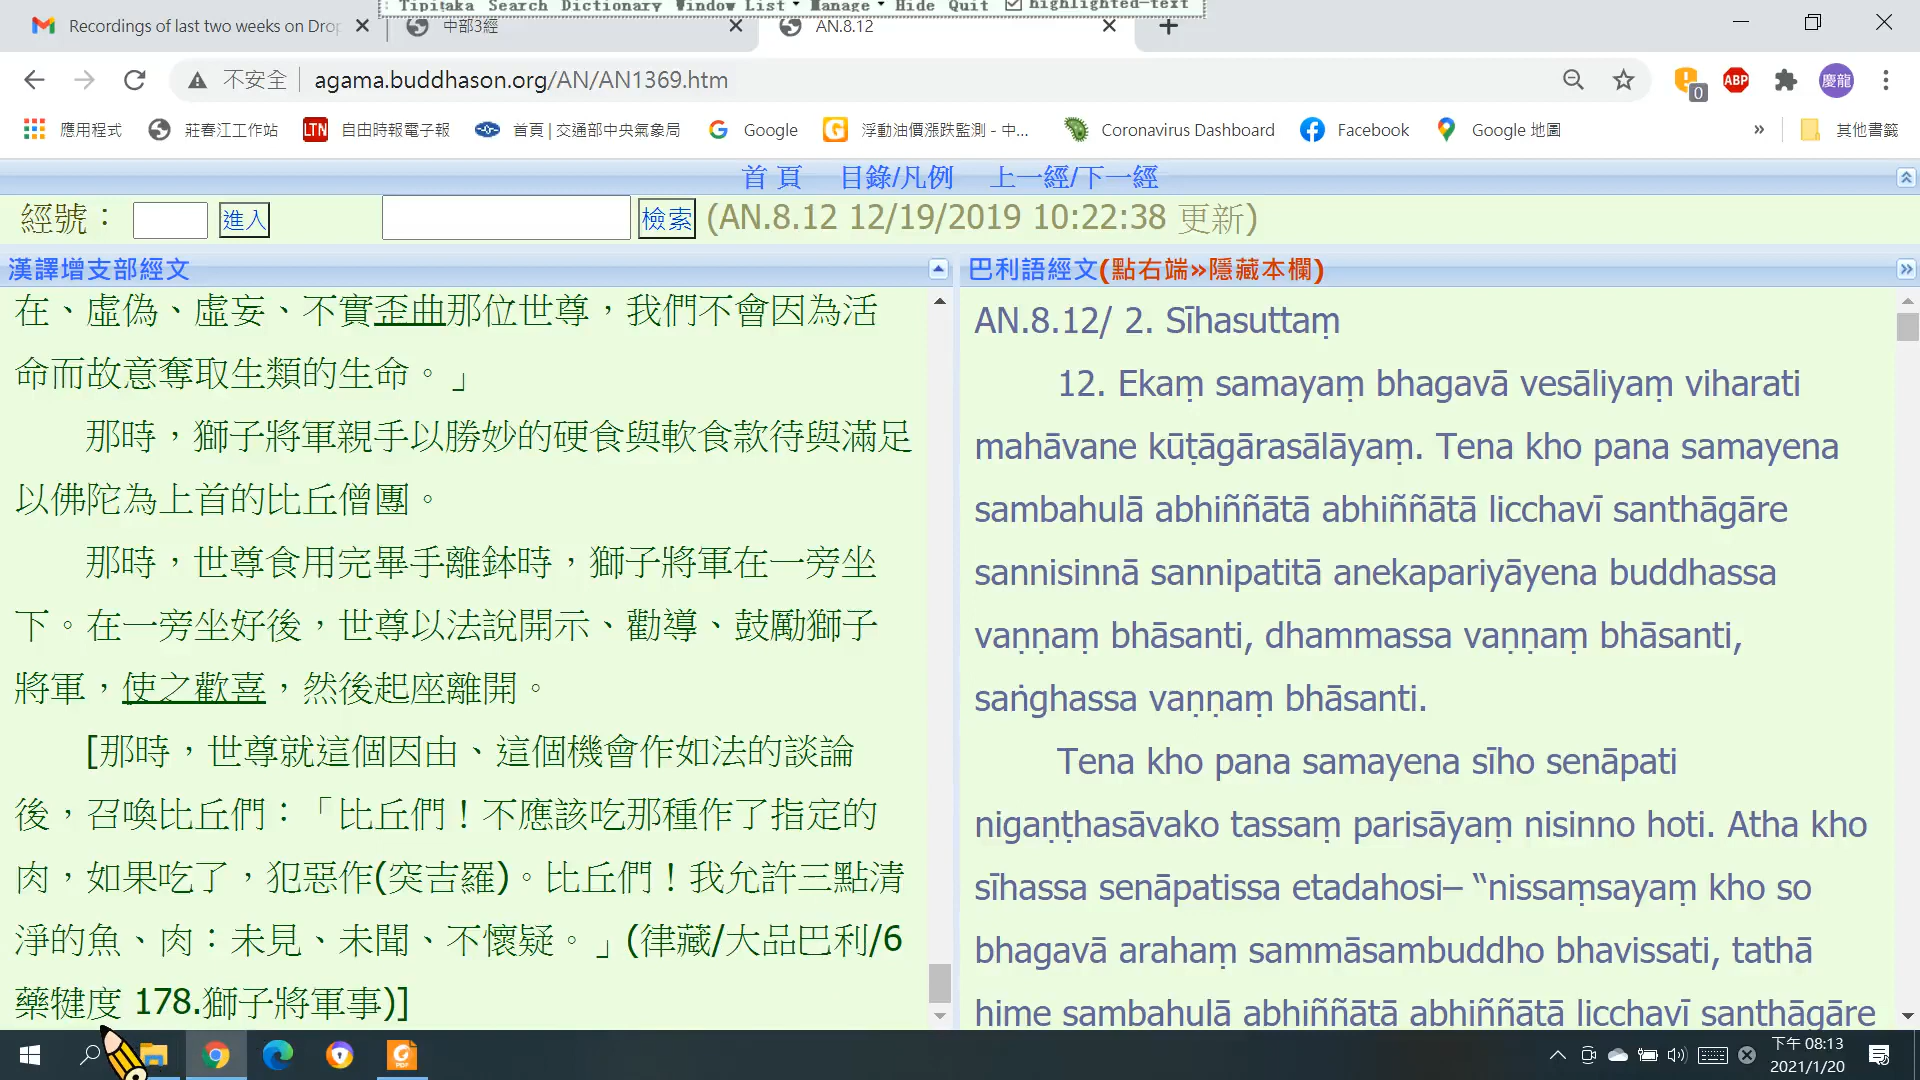 Tipiṭaka Search Dictionary Window List Manage Hide Quit highlighted-text
Recordings of last two weeks on Drop
中部3經
AN.8.12
不安全 agama.buddhason.org/AN/AN1369.htm
0
ABP
慶龍
應用程式 莊春江工作站 LTN 自由時報電子報 首頁 | 交通部中央氣象局 Google 浮動油價漲跌監測 - 中... Coronavirus Dashboard Facebook Google 地圖 » 其他書籤
首 頁 目錄/凡例 上一經/下一經
經號： 進入 檢索 (AN.8.12 12/19/2019 10:22:38 更新)
漢譯增支部經文
在、虛偽、虛妄、不實歪曲那位世尊，我們不會因為活
命而故意奪取生類的生命。」
那時，獅子將軍親手以勝妙的硬食與軟食款待與滿足
以佛陀為上首的比丘僧團。
那時，世尊食用完畢手離鉢時，獅子將軍在一旁坐
下。在一旁坐好後，世尊以法說開示、勸導、鼓勵獅子
將軍，使之歡喜，然後起座離開。
[那時，世尊就這個因由、這個機會作如法的談論
後，召喚比丘們：「比丘們！不應該吃那種作了指定的
肉，如果吃了，犯惡作(突吉羅)。比丘們！我允許三點清
淨的魚、肉：未見、未聞、不懷疑。」(律藏/大品巴利/6
藥犍度 178.獅子將軍事)]
巴利語經文(點右端»隱藏本欄)
AN.8.12/ 2. Sīhasuttaṃ
12. Ekaṃ samayaṃ bhagavā vesāliyaṃ viharati
mahāvane kūṭāgārasālāyaṃ. Tena kho pana samayena
sambahulā abhiññātā abhiññātā licchavī santhāgāre
sannisinnā sannipatitā anekapariyāyena buddhassa
vaṇṇaṃ bhāsanti, dhammassa vaṇṇaṃ bhāsanti,
saṅghassa vaṇṇaṃ bhāsanti.
Tena kho pana samayena sīho senāpati
nigaṇṭhasāvako tassaṃ parisāyaṃ nisinno hoti. Atha kho
sīhassa senāpatissa etadahosi– “nissaṃsayaṃ kho so
bhagavā arahaṃ sammāsambuddho bhavissati, tathā
hime sambahulā abhiññātā abhiññātā licchavī santhāgāre
下午 08:13
2021/1/20